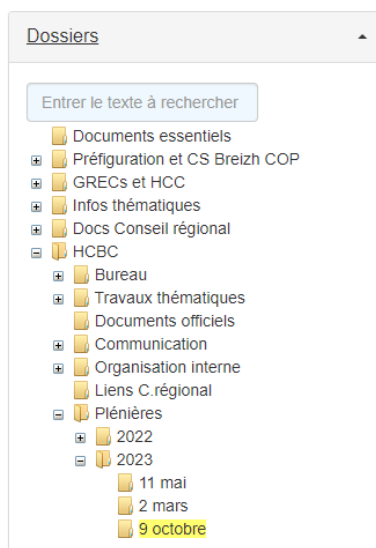 Dossiers
Entrer le texte à rechercher
Documents essentiels
Préfiguration et CS Breizh COP
GRECs et HCC
Infos thématiques
Docs Conseil régional
HCBC
Bureau
Travaux thématiques
Documents officiels
Communication
Organisation interne
Liens C.régional
Plénières
2022
2023
11 mai
2 mars
9 octobre